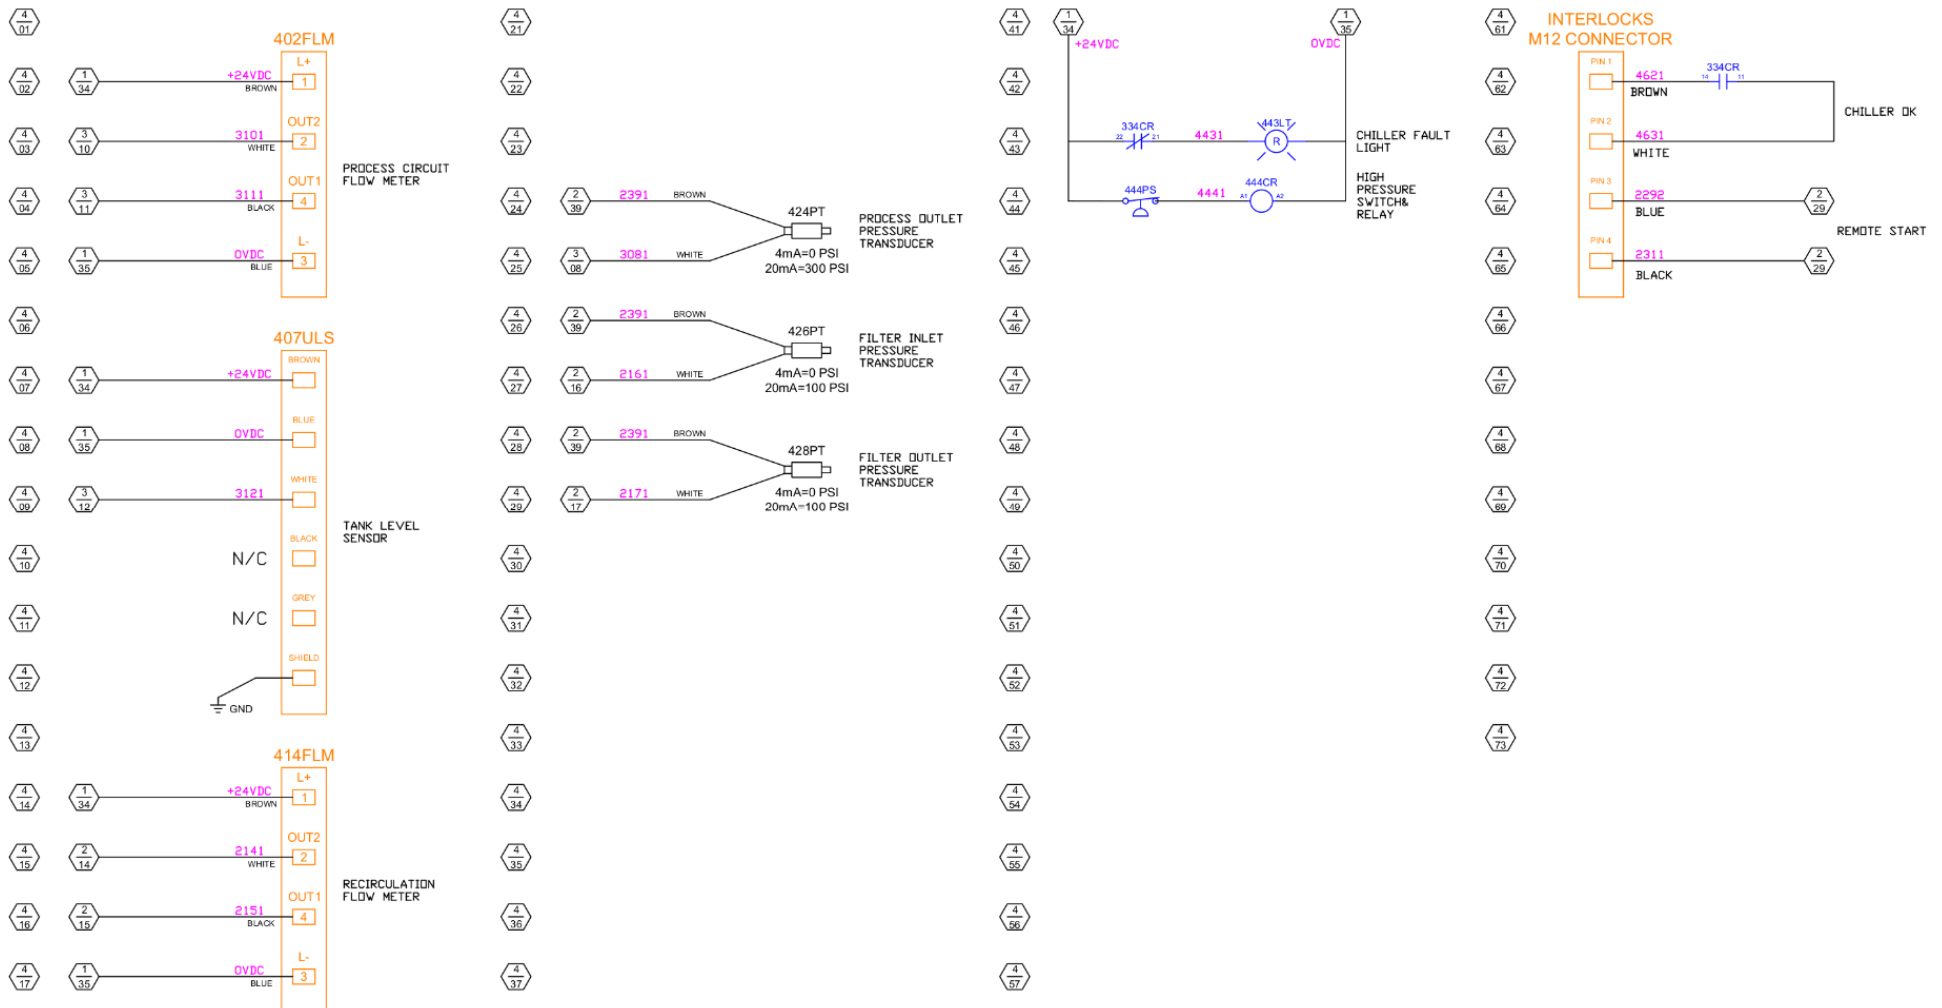 4
01
4
02
4
03
4
04
4
05
4
06
4
07
4
08
4
09
4
10
4
11
4
12
4
13
4
14
4
15
4
16
4
17
402FLM
L+
1
34
+24VDC
BROWN
1
OUT2
3
10
3101
WHITE
2
OUT1
3
11
3111
BLACK
4
L-
1
35
0VDC
BLUE
3
PROCESS CIRCUIT
FLOW METER
407ULS
BROWN
1
34
+24VDC
BLUE
1
35
0VDC
WHITE
3
12
3121
BLACK
N/C
GREY
N/C
SHIELD
GND
TANK LEVEL
SENSOR
414FLM
L+
1
34
+24VDC
BROWN
1
OUT2
2
14
2141
WHITE
2
OUT1
2
15
2151
BLACK
4
L-
1
35
0VDC
BLUE
3
RECIRCULATION
FLOW METER
4
21
4
22
4
23
4
24
4
25
4
26
4
27
4
28
4
29
4
30
4
31
4
32
4
33
4
34
4
35
4
36
4
37
2
39
2391
BROWN
3
08
3081
WHITE
424PT
4mA=0 PSI
20mA=300 PSI
PROCESS OUTLET
PRESSURE
TRANSDUCER
2
39
2391
BROWN
2
16
2161
WHITE
426PT
4mA=0 PSI
20mA=100 PSI
FILTER INLET
PRESSURE
TRANSDUCER
2
39
2391
BROWN
2
17
2171
WHITE
428PT
4mA=0 PSI
20mA=100 PSI
FILTER OUTLET
PRESSURE
TRANSDUCER
4
41
4
42
4
43
4
44
4
45
4
46
4
47
4
48
4
49
4
50
4
51
4
52
4
53
4
54
4
55
4
56
4
57
1
34
+24VDC
1
35
0VDC
334CR
22
21
4431
443LT
R
CHILLER FAULT
LIGHT
444PS
4441
444CR
A1
A2
HIGH
PRESSURE
SWITCH&
RELAY
4
61
4
62
4
63
4
64
4
65
4
66
4
67
4
68
4
69
4
70
4
71
4
72
4
73
INTERLOCKS
M12 CONNECTOR
PIN 1
4621
BROWN
334CR
14
11
PIN 2
4631
WHITE
CHILLER OK
PIN 3
2292
BLUE
2
29
PIN 4
2311
BLACK
2
29
REMOTE START